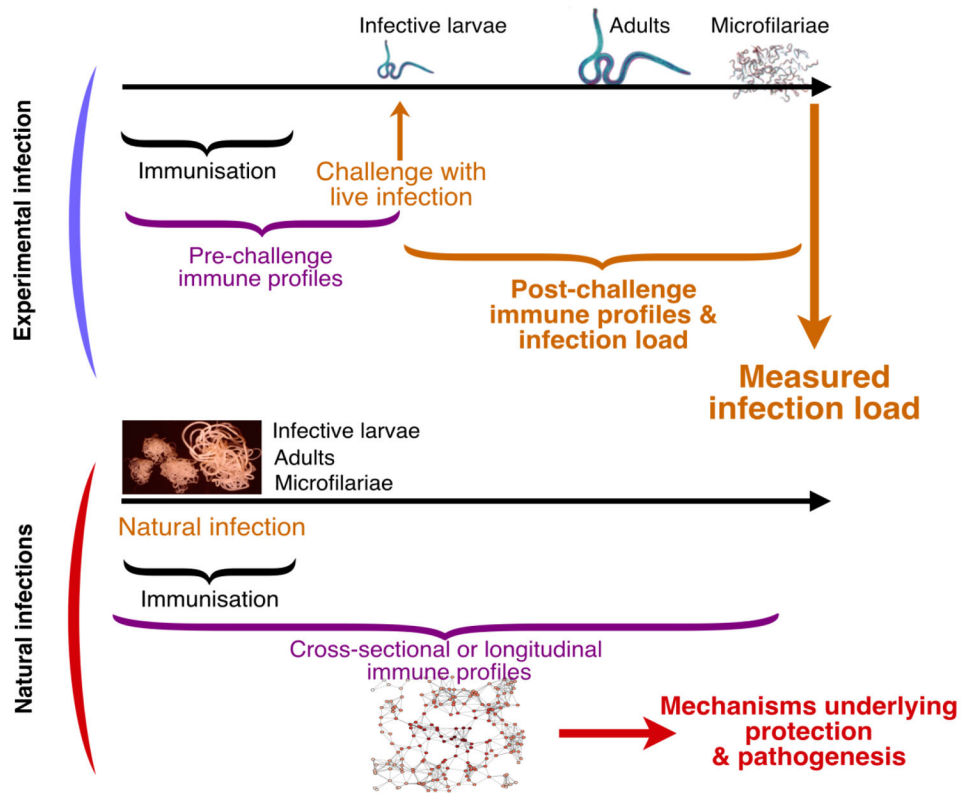 Infective larvae
Adults
Microfilariae
Experimental infection
Immunisation
Challenge with
live infection
Pre-challenge
immune profiles
Post-challenge
immune profiles &
infection load
Measured
infection load
Natural infections
Infective larvae
Adults
Microfilariae
Natural infection
Immunisation
Cross-sectional or longitudinal
immune profiles
Mechanisms underlying
protection
& pathogenesis